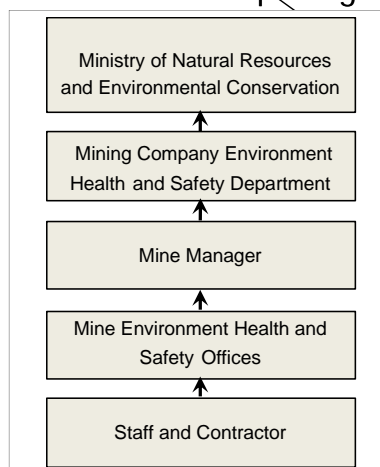 Ministry of Natural Resources
and Environmental Conservation
Mining Company Environment
Health and Safety Department
Mine Manager
Mine Environment Health and
Safety Offices
Staff and Contractor